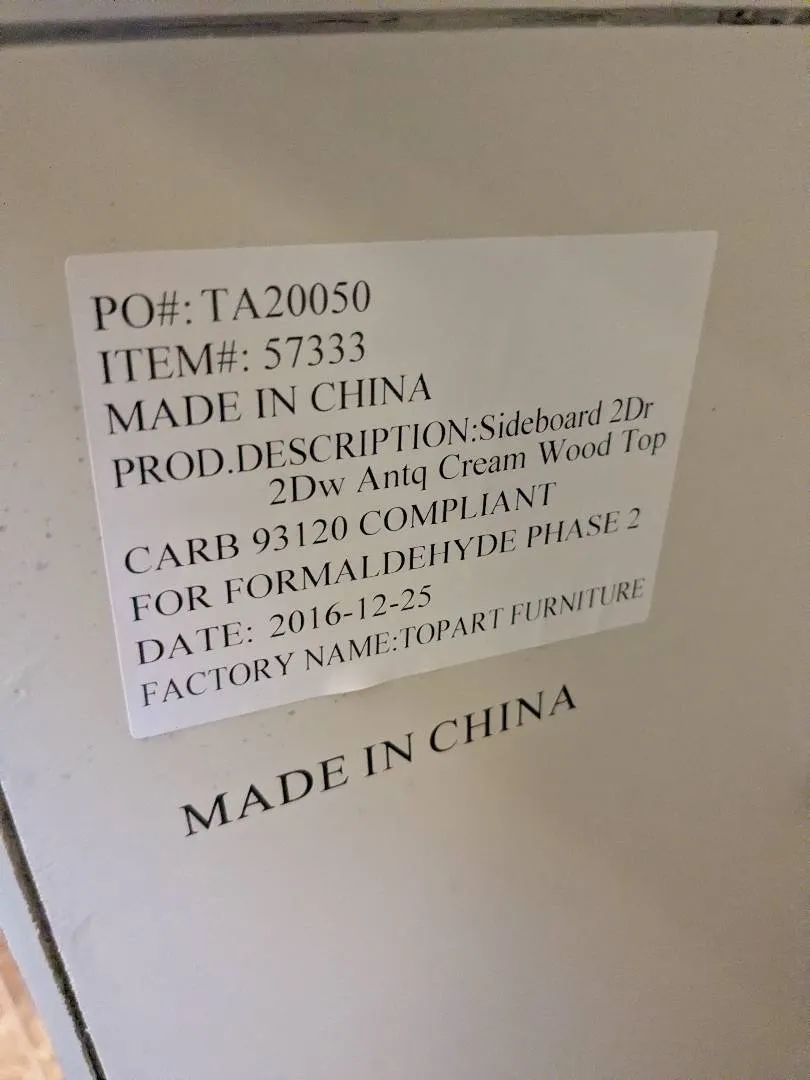 PO#: TA20050
ITEM#: 57333
MADE IN CHINA
PROD.DESCRIPTION:Sideboard 2Dr
2Dw Antq Cream Wood Top
CARB 93120 COMPLIANT
FOR FORMALDEHYDE PHASE 2
DATE: 2016-12-25
FACTORY NAME:TOPART FURNITURE
MADE IN CHINA